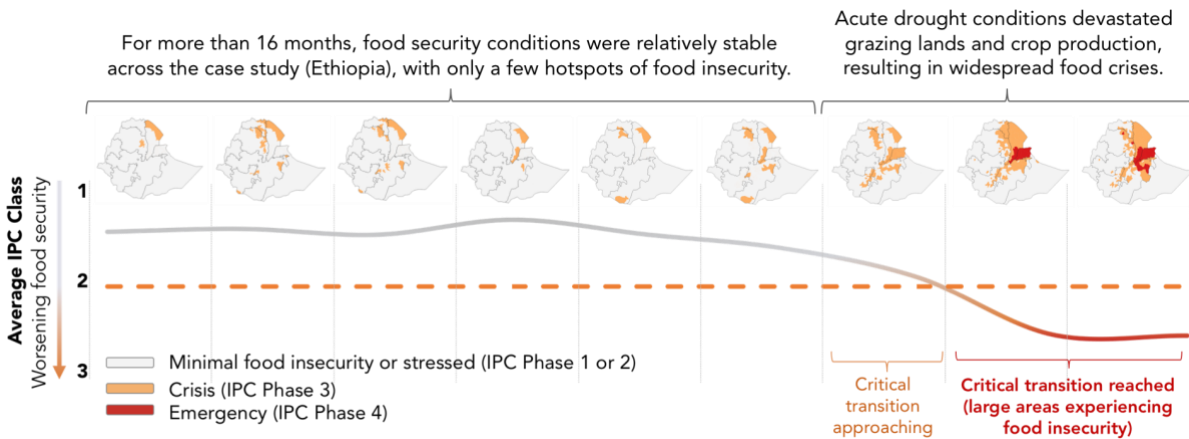 For more than 16 months, food security conditions were relatively stable
across the case study (Ethiopia), with only a few hotspots of food insecurity.
Acute drought conditions devastated
grazing lands and crop production,
resulting in widespread food crises.
Average IPC Class
Worsening food security
1
2
3
Minimal food insecurity or stressed (IPC Phase 1 or 2)
Crisis (IPC Phase 3)
Emergency (IPC Phase 4)
Critical
transition
approaching
Critical transition reached
(large areas experiencing
food insecurity)